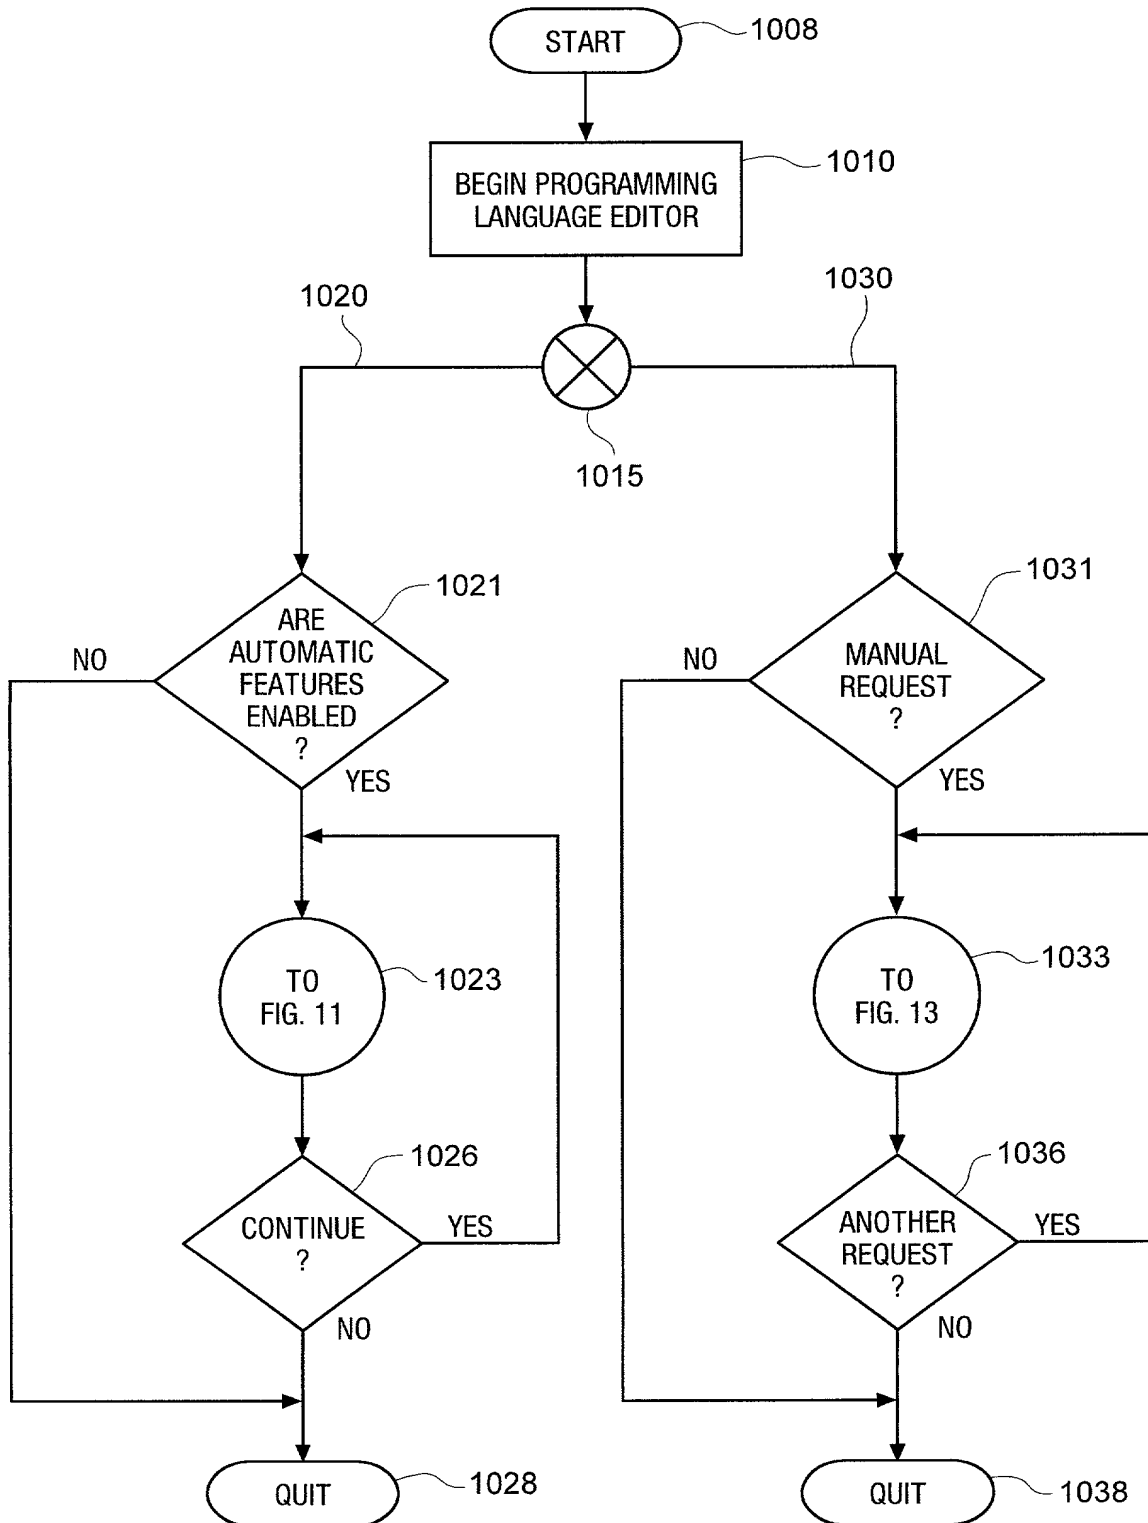 START
1008
BEGIN PROGRAMMING
LANGUAGE EDITOR
1010
1020
1030
1015
ARE
AUTOMATIC
FEATURES
ENABLED
?
1021
NO
YES
MANUAL
REQUEST
?
1031
NO
YES
TO
FIG. 11
1023
TO
FIG. 13
1033
CONTINUE
?
1026
YES
NO
ANOTHER
REQUEST
?
1036
YES
NO
QUIT
1028
QUIT
1038